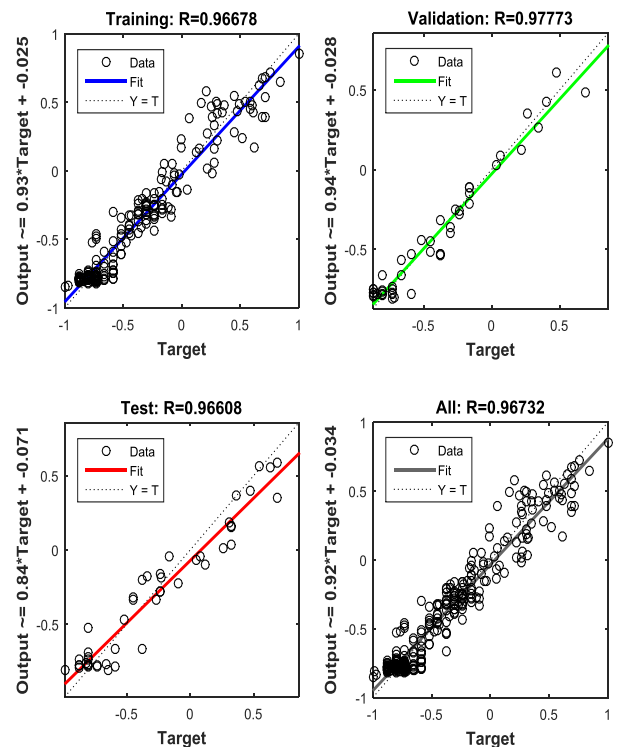 Training: R=0.96678
Output ~= 0.93*Target + -0.025
Data
Fit
Y = T
1
0.5
0
-0.5
-1
-1
-0.5
0
0.5
1
Target
Validation: R=0.97773
Output ~= 0.94*Target + -0.028
Data
Fit
Y = T
0.5
0
-0.5
-0.5
0
0.5
Target
Test: R=0.96608
Output ~= 0.84*Target + -0.071
Data
Fit
Y = T
0.5
0
-0.5
-0.5
0
0.5
Target
All: R=0.96732
Output ~= 0.92*Target + -0.034
Data
Fit
Y = T
1
0.5
0
-0.5
-1
-1
-0.5
0
0.5
1
Target